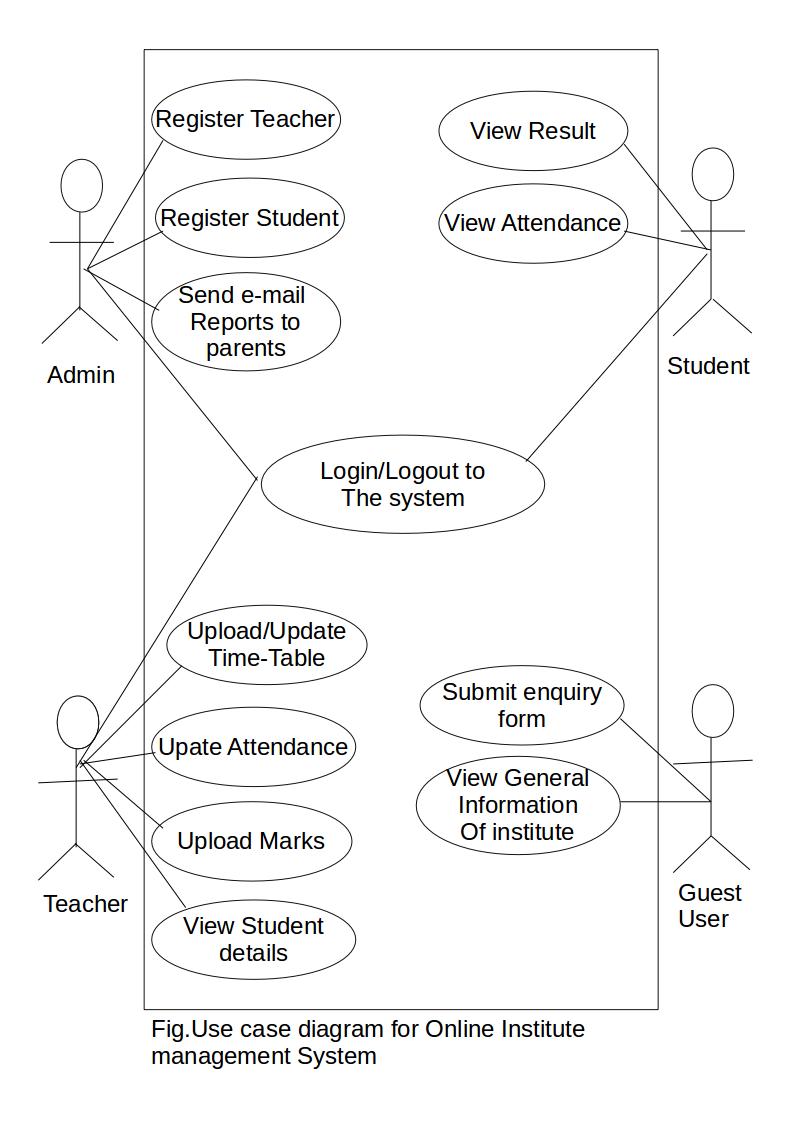 Register Teacher
Register Student
Send e-mail
Reports to
parents
Admin
View Result
View Attendance
Student
Login/Logout to
The system
Upload/Update
Time-Table
Upate Attendance
Upload Marks
View Student
details
Teacher
Submit enquiry
form
View General
Information
Of institute
Guest
User
Fig.Use case diagram for Online Institute
management System